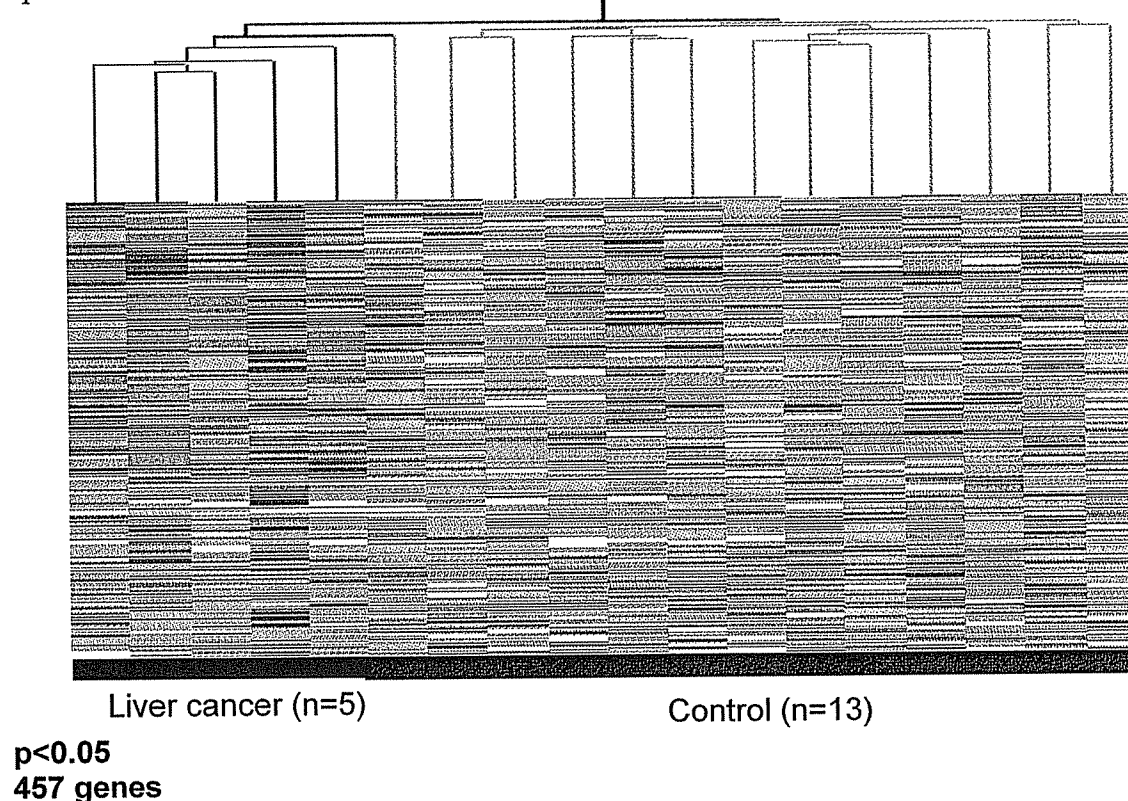 Liver cancer (n=5)
Control (n=13)
p<0.05
457 genes